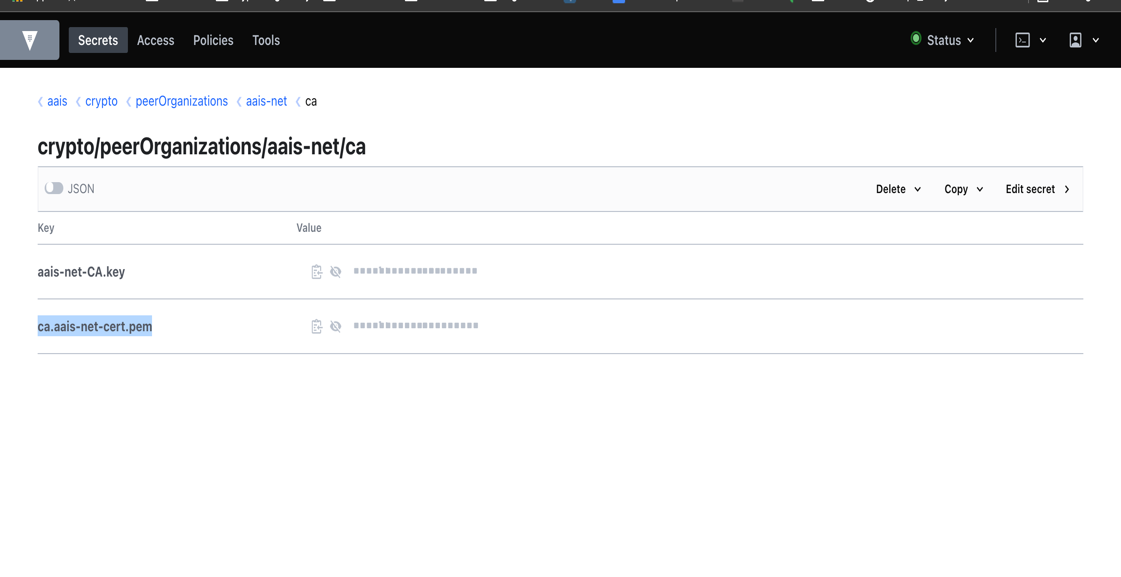 Secrets Access Policies Tools Status
aais crypto peerOrganizations aais-net ca
crypto/peerOrganizations/aais-net/ca
JSON Delete Copy Edit secret
Key Value
aais-net-CA.key
ca.aais-net-cert.pem